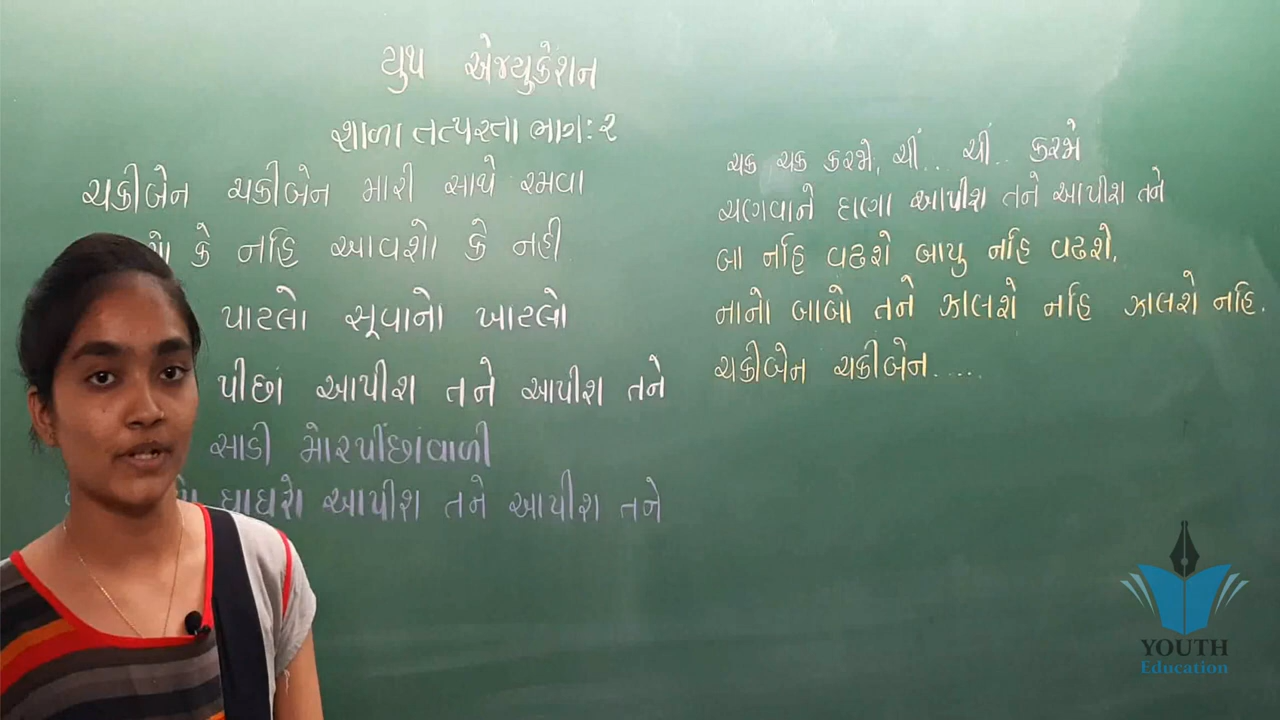 યુથ એજ્યુકેશન
શાળા તત્પરતા ભાગ: ૨
ચકીબેન ચકીબેન મારી સાથે રમવા
કે નહિ આવશો કે નહી
પાટલો સૂવાનો ખાટલો
પીંછા આપીશ તને આપીશ તને
સાડી મોરપીંછાંવાળી
ઘાઘરો આપીશ તને આપીશ તને
ચક ચક કરજે, ચીં... ચીં.. કરજે
ચણવાને દાણા આપીશ તને આપીશ તને
બા નહિ વઢશે બાપુ નહિ વઢશે,
નાનો બાબો તને ઝાલશે નહિ ઝાલશે નહિ.
ચકીબેન ચકીબેન.....
YOUTH
Education